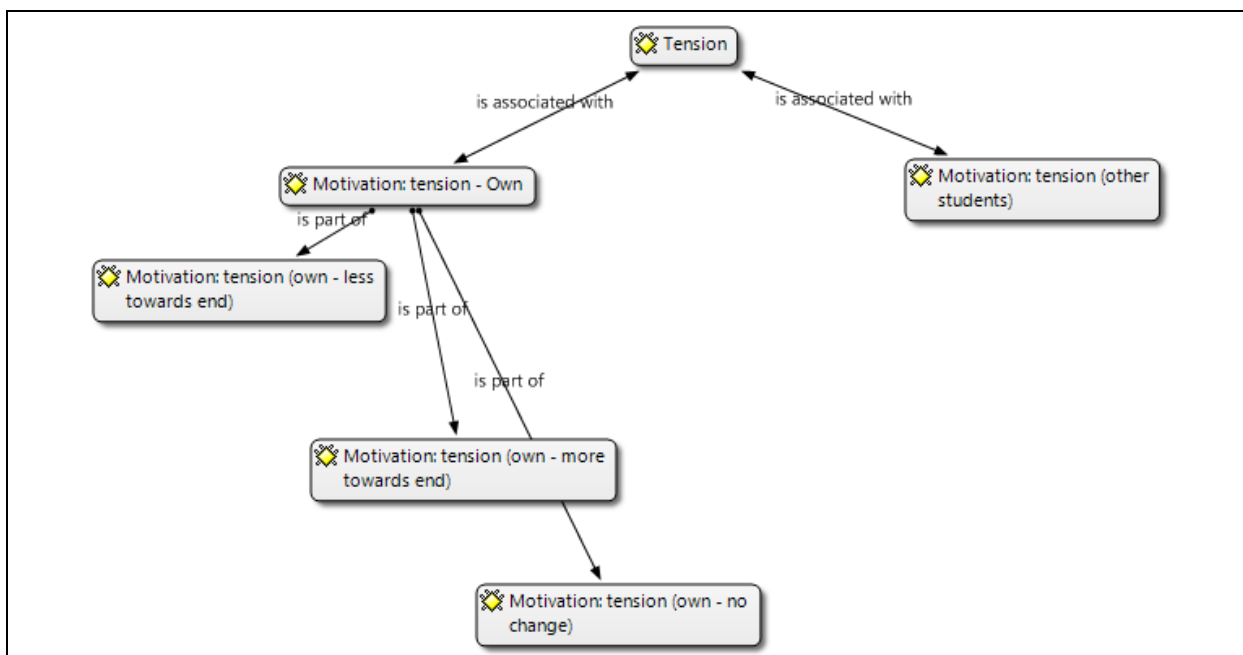 Tension
is associated with
is associated with
Motivation: tension - Own
Motivation: tension (other
students)
is part of
Motivation: tension (own - less
towards end)
is part of
is part of
Motivation: tension (own - more
towards end)
Motivation: tension (own - no
change)